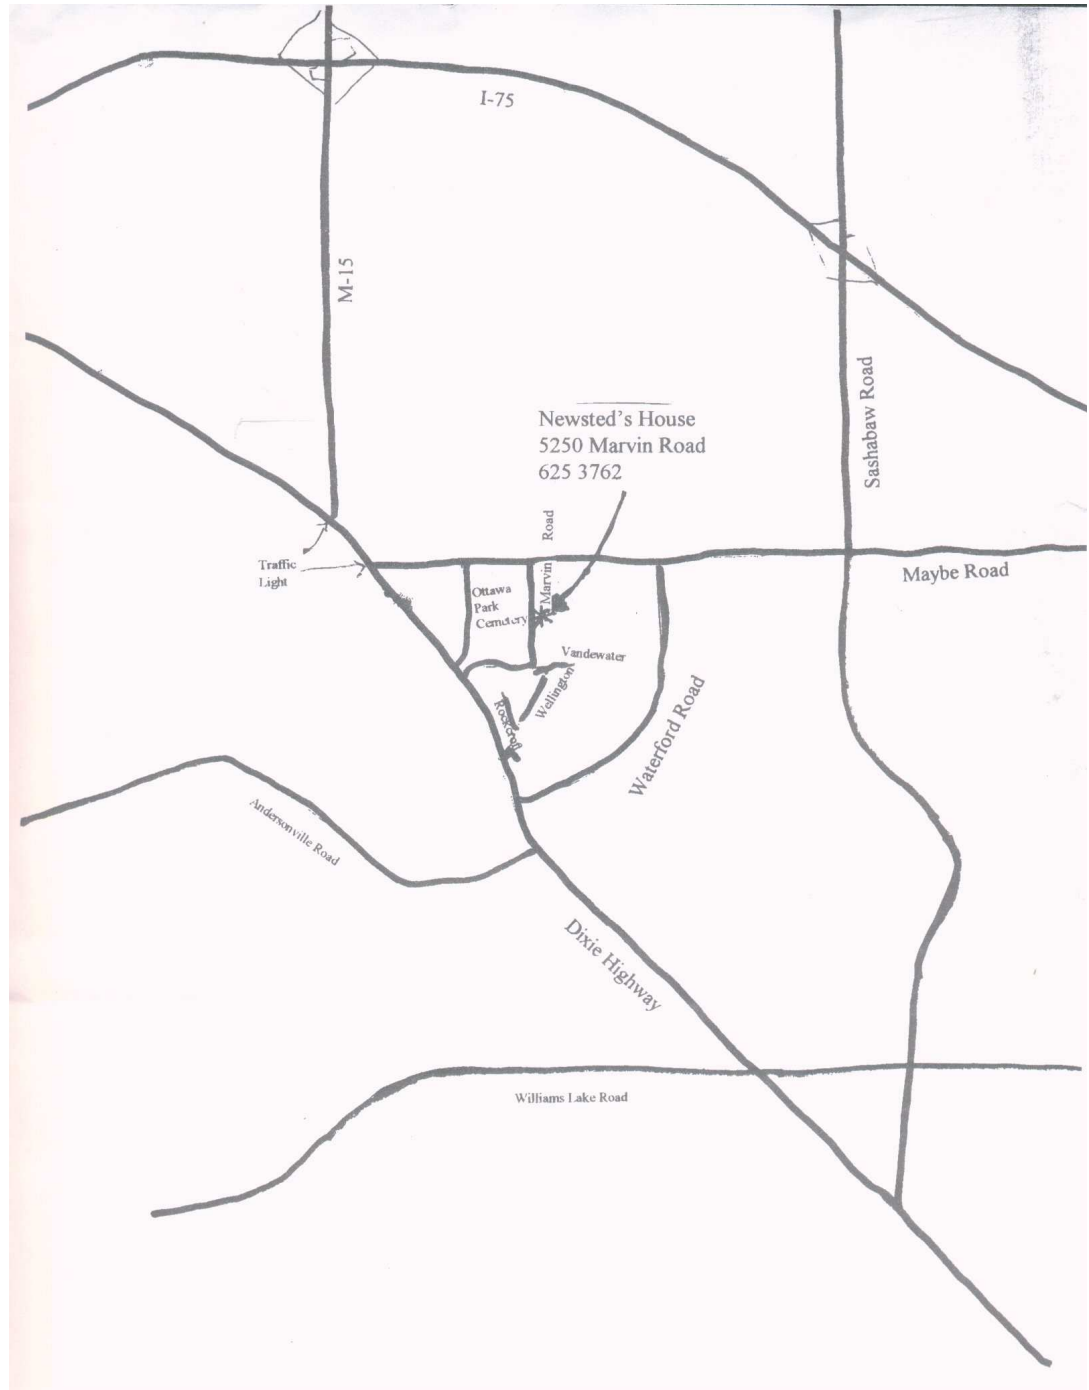 I-75
M-15
Sashabaw Road
Newsted's House
5250 Marvin Road
625 3762
Marvin Road
Traffic
Light
Maybe Road
Ottawa
Park
Cemetery
Vandewater
Wellington
Rockcroft
Waterford Road
Andersonville Road
Dixie Highway
Williams Lake Road